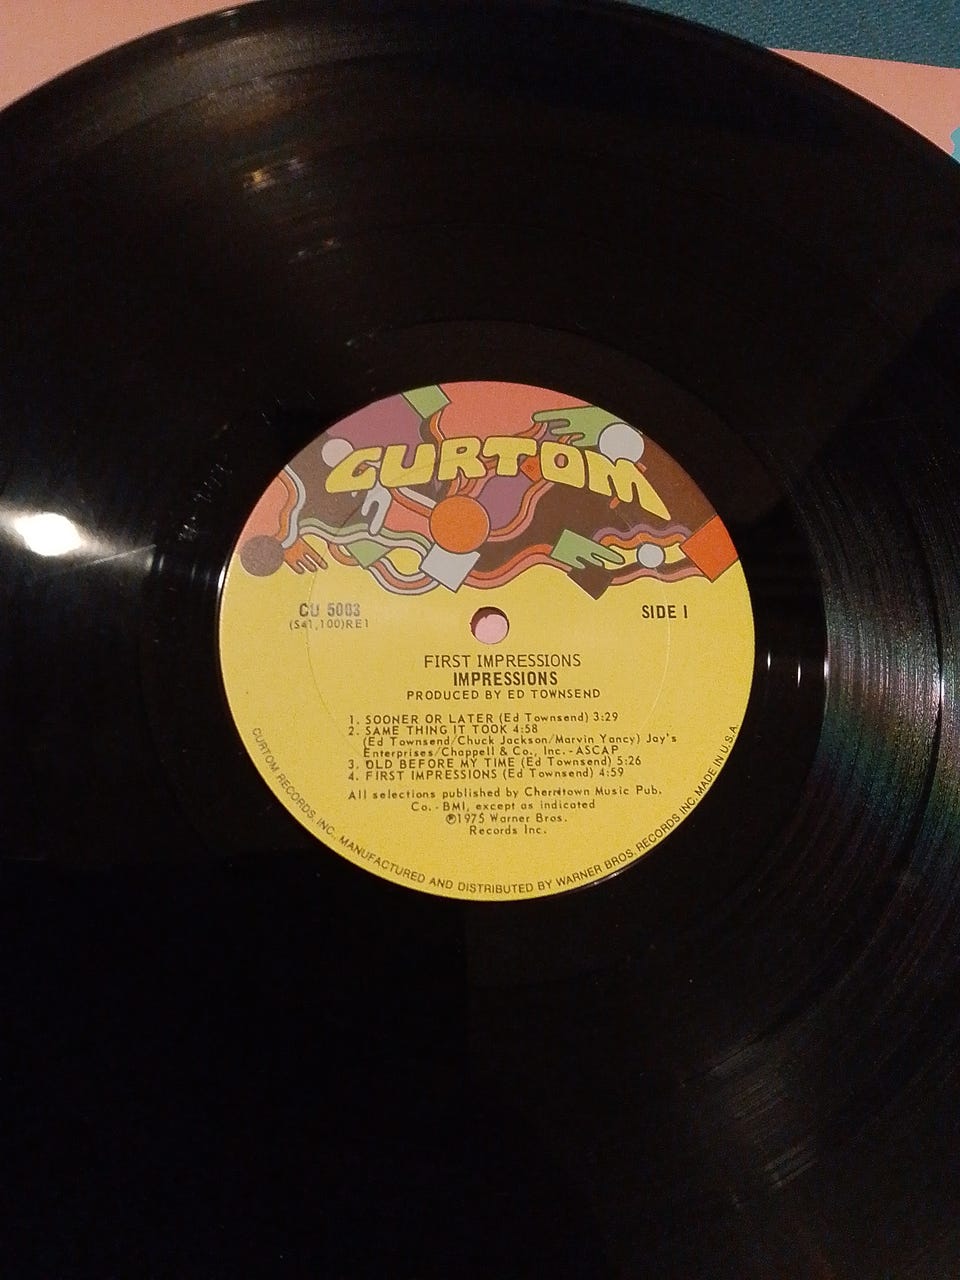 CURTOM
CU 5003
(S41,100)RE1
SIDE 1
FIRST IMPRESSIONS
IMPRESSIONS
PRODUCED BY ED TOWNSEND
1. SOONER OR LATER (Ed Townsend) 3:29
2. SAME THING IT TOOK 4:58
(Ed Townsend/Chuck Jackson/Marvin Yancy) Jay's
Enterprises/Chappell & Co., Inc. - ASCAP
3. OLD BEFORE MY TIME (Ed Townsend) 5:26
4. FIRST IMPRESSIONS (Ed Townsend) 4:59
All selections published by Cherritown Music Pub.
Co. - BMI, except as indicated
℗1975 Warner Bros.
Records Inc.
CURTOM RECORDS, INC., MANUFACTURED AND DISTRIBUTED BY WARNER BROS. RECORDS INC. MADE IN U.S.A.